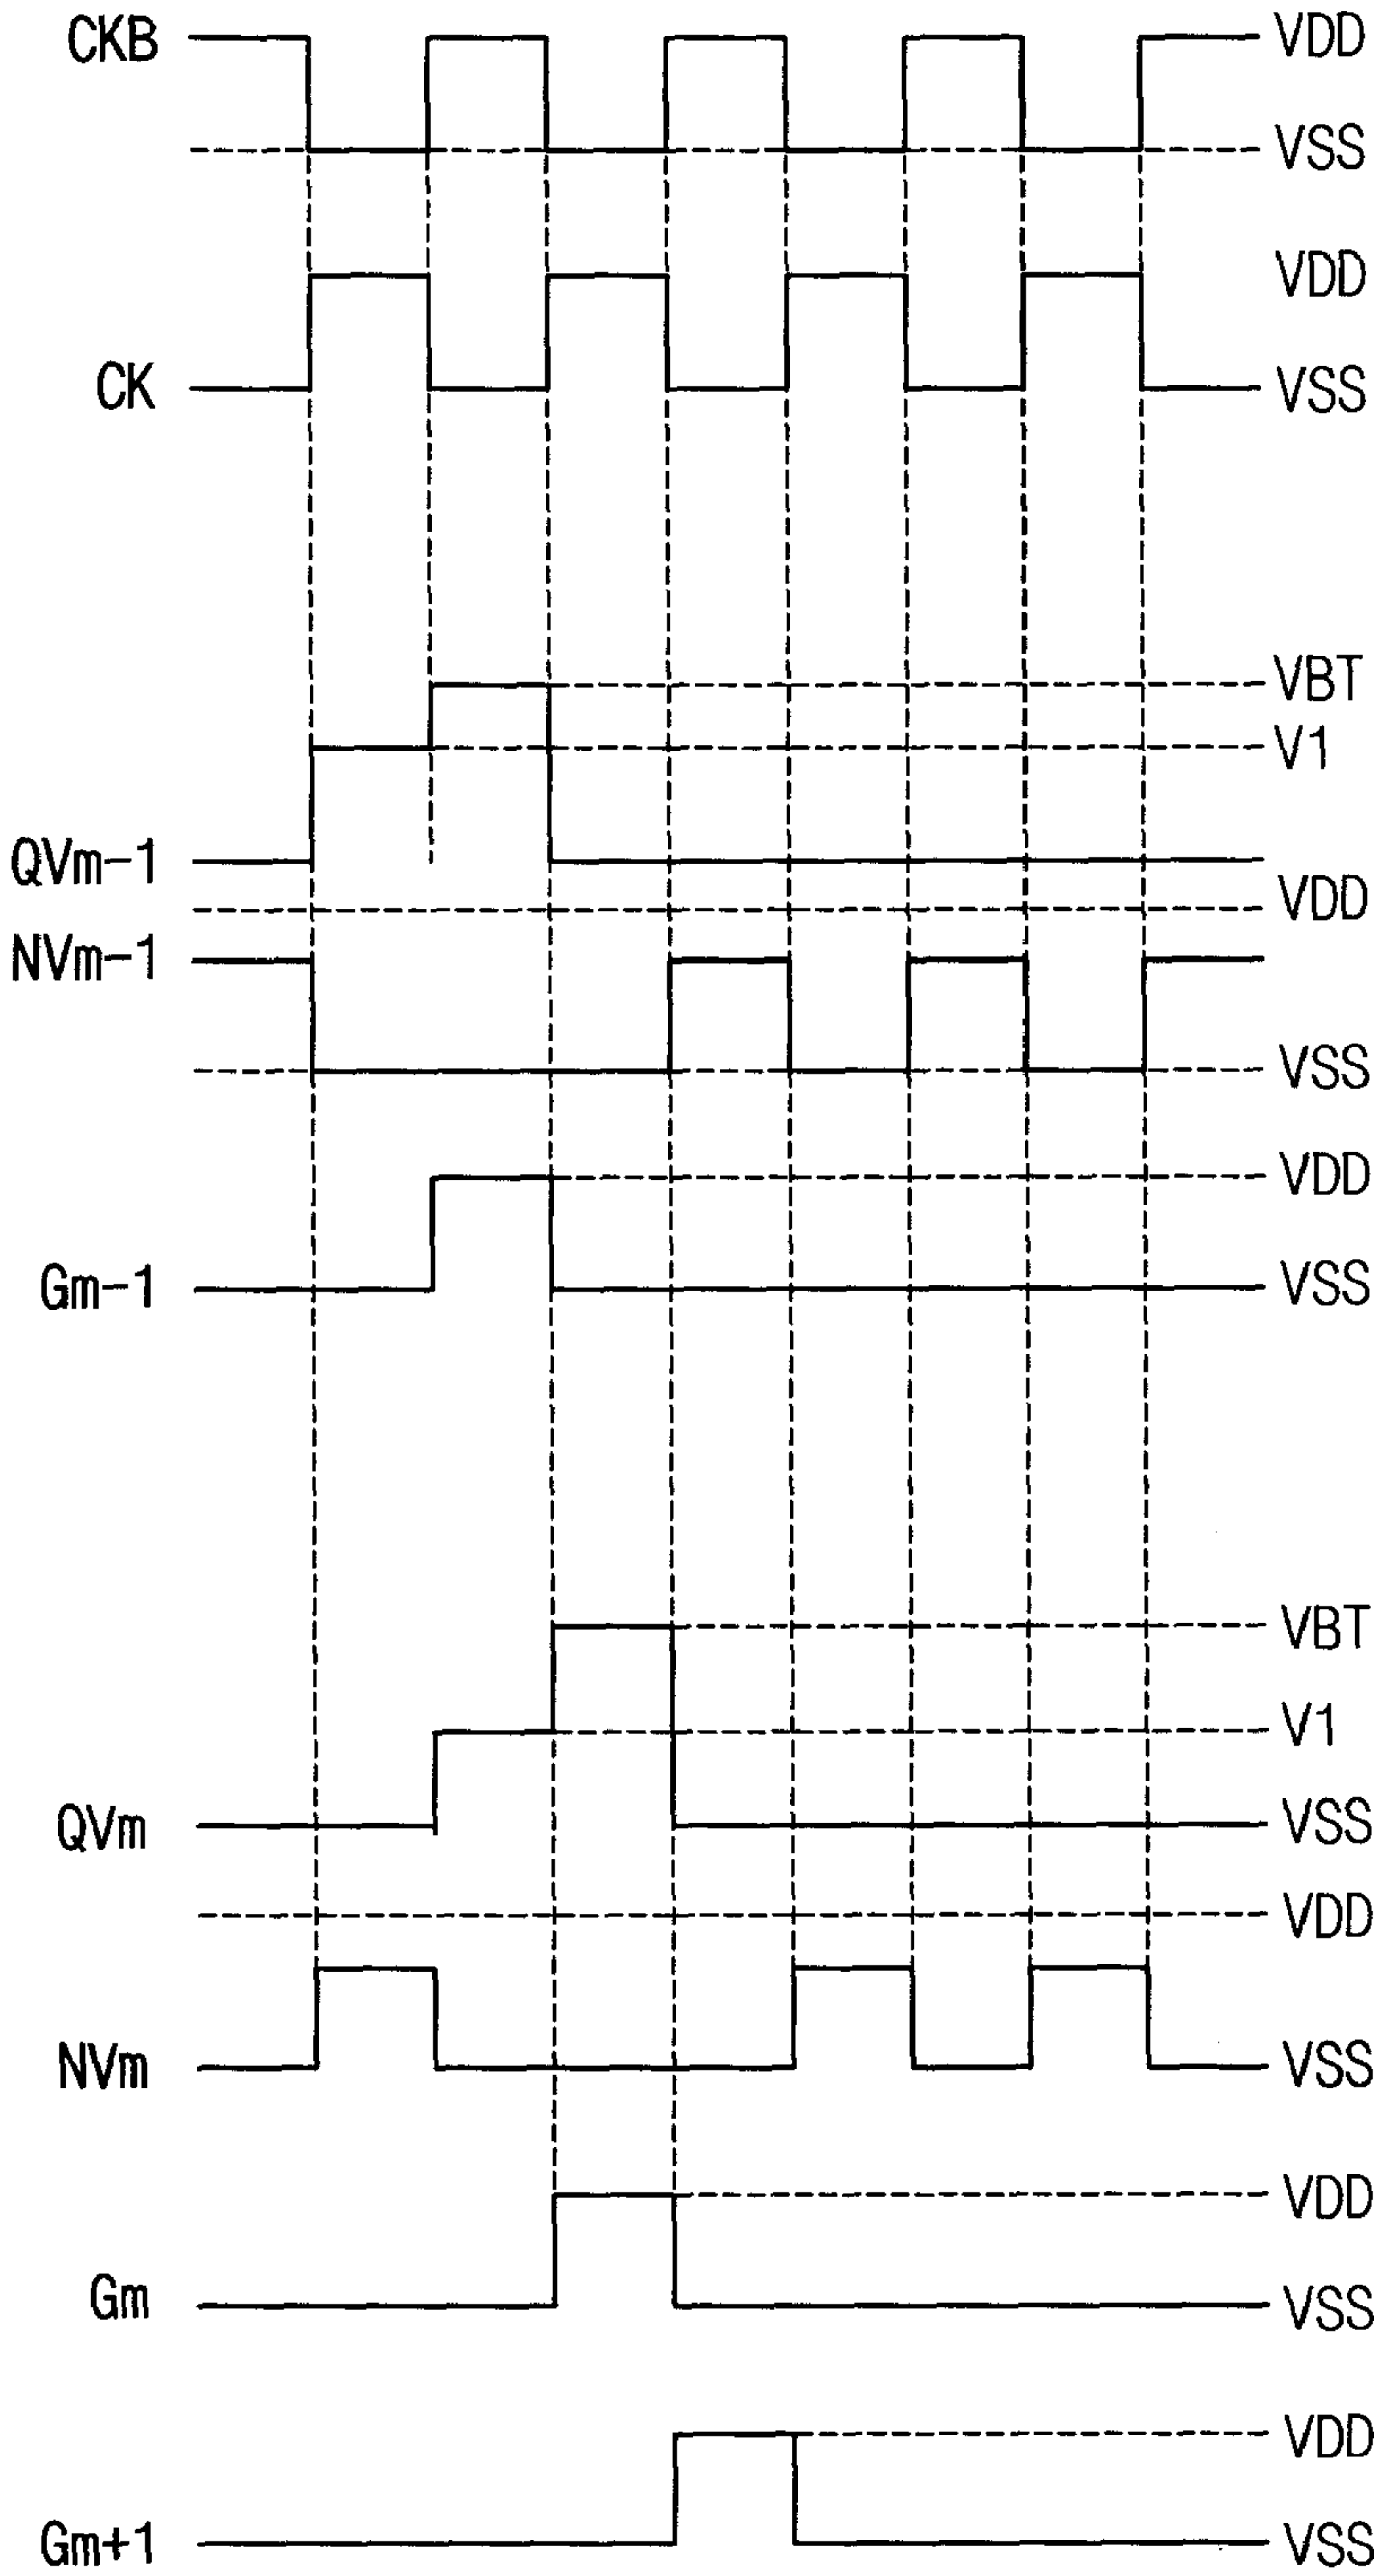 CKB VDD
VSS
VDD
CK VSS
VBT
V1
QVm-1
VDD
NVm-1
VSS
VDD
Gm-1 VSS
VBT
V1
QVm VSS
VDD
NVm VSS
VDD
Gm VSS
VDD
Gm+1 VSS